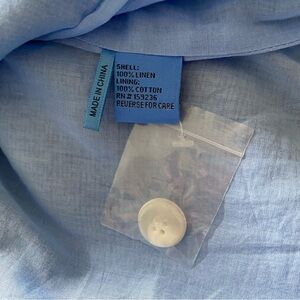 MADE IN CHINA
SHELL:
100% LINEN
LINING:
100% COTTON
RN# 159236
REVERSE FOR CARE